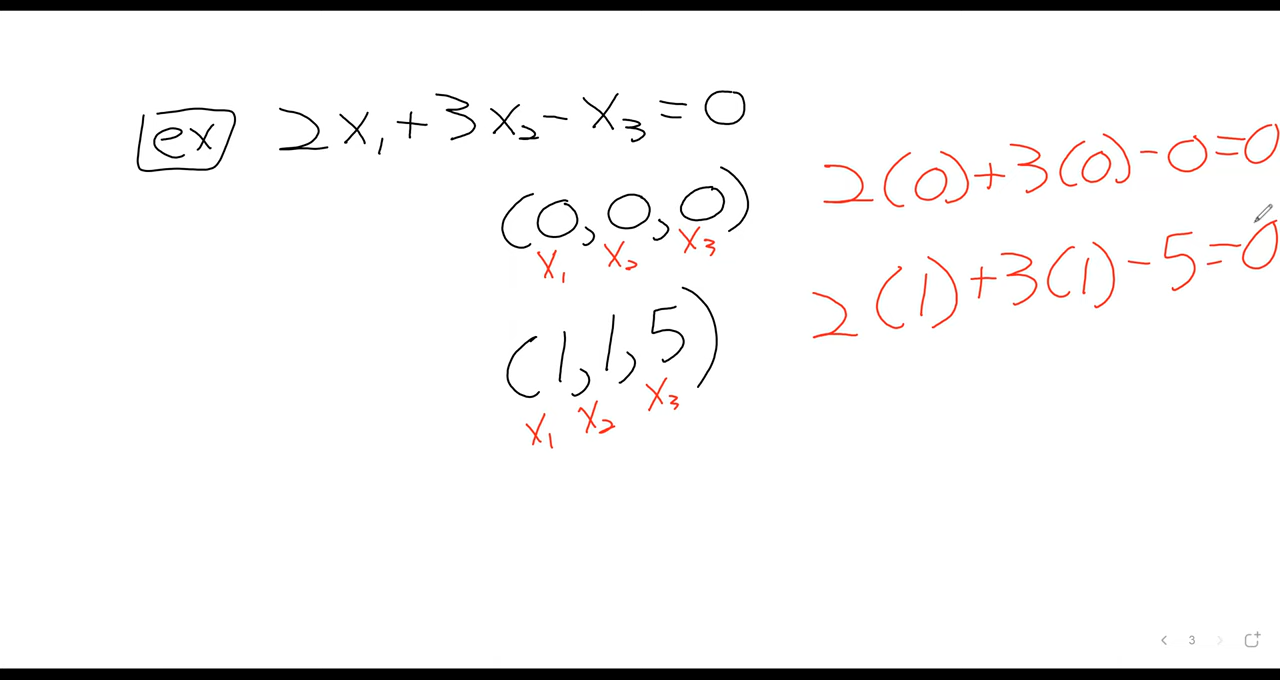 ex 2x₁+3x₂-x₃=0
2(0)+3(0)-0=0
(0,0,0)
x₁ x₂ x₃
2(1)+3(1)-5=0
(1,1,5)
x₁ x₂ x₃
3